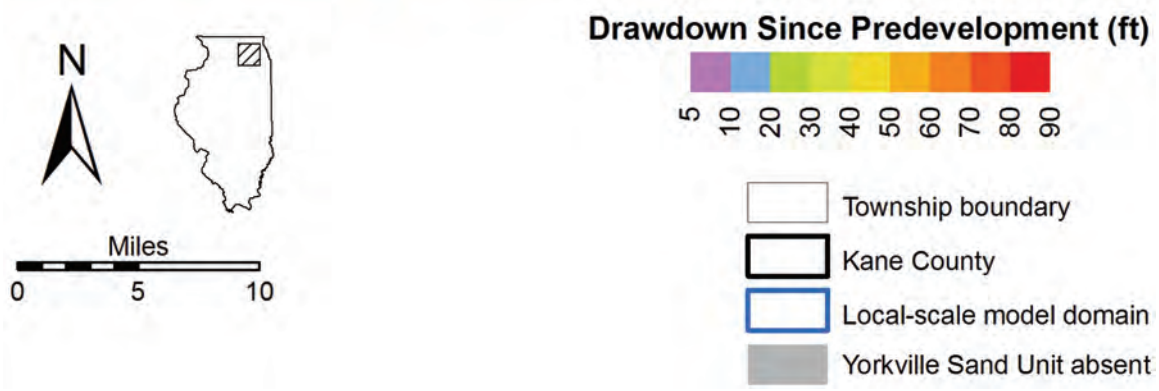 N
Miles
0 5 10
Drawdown Since Predevelopment (ft)
5 10 20 30 40 50 60 70 80 90
Township boundary
Kane County
Local-scale model domain
Yorkville Sand Unit absent